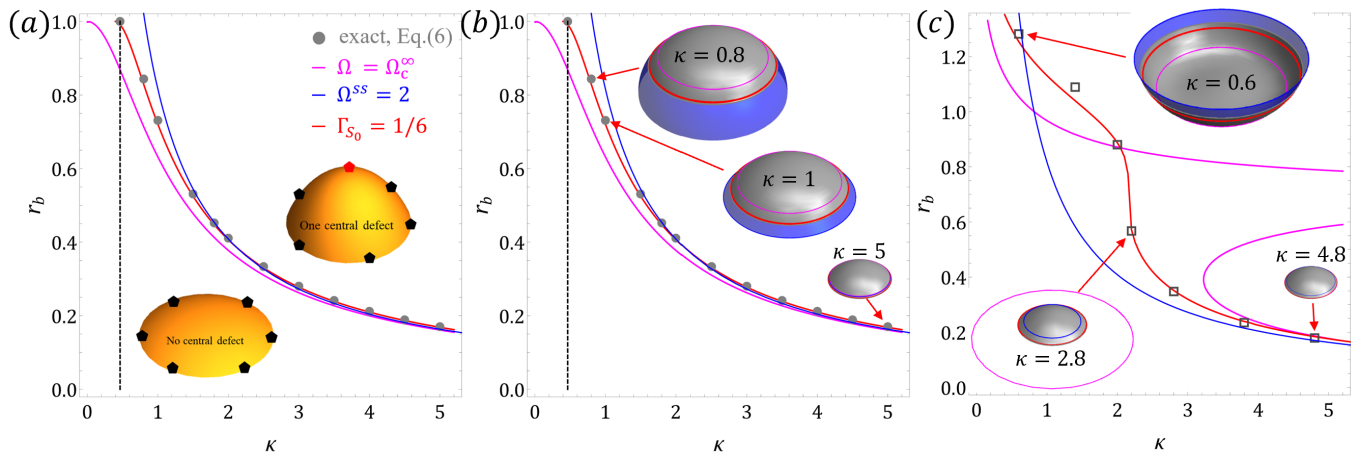 (a)
r_b
1.0
0.8
0.6
0.4
0.2
0.0
exact, Eq.(6)
Ω = Ω_c^∞
Ω^{ss} = 2
Γ_{S_0} = 1/6
One central defect
No central defect
0 1 2 3 4 5
κ
(b)
r_b
1.0
0.8
0.6
0.4
0.2
0.0
κ = 0.8
κ = 1
κ = 5
0 1 2 3 4 5
κ
(c)
r_b
1.2
1.0
0.8
0.6
0.4
0.2
0.0
κ = 0.6
κ = 4.8
κ = 2.8
0 1 2 3 4 5
κ